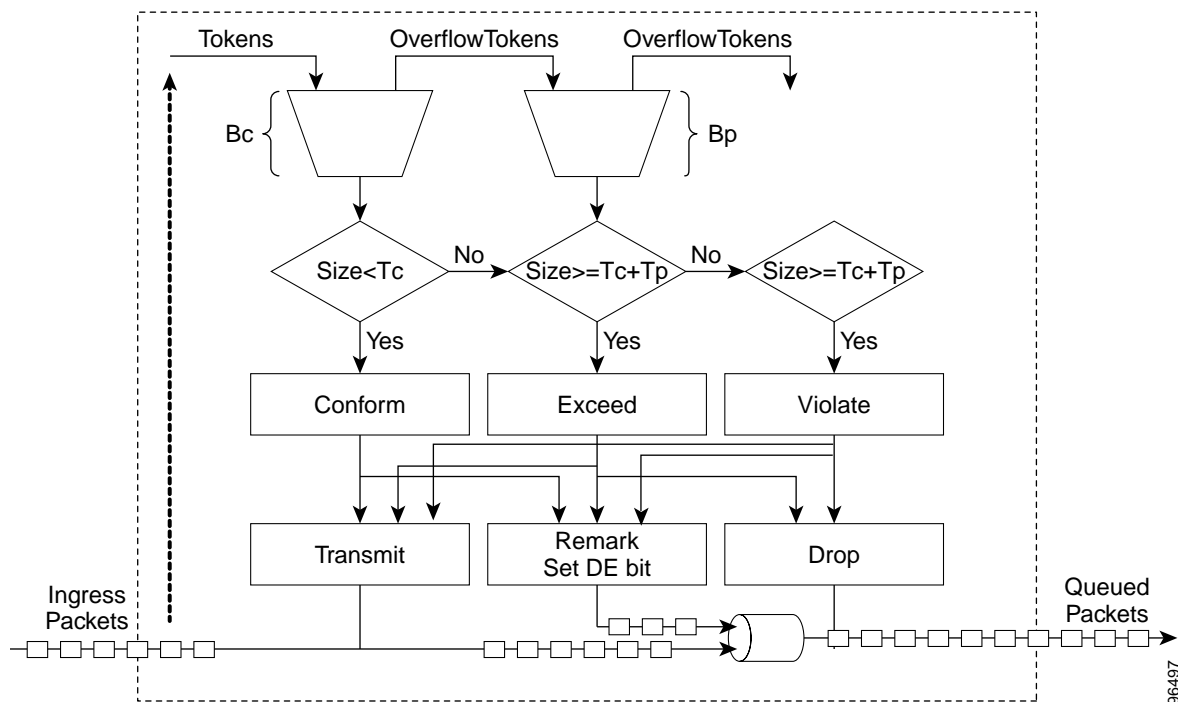 Tokens
OverflowTokens
OverflowTokens
Bc
Bp
Size<Tc
No
Size>=Tc+Tp
No
Size>=Tc+Tp
Yes
Yes
Yes
Conform
Exceed
Violate
Transmit
Remark
Set DE bit
Drop
Ingress
Packets
Queued
Packets
96497